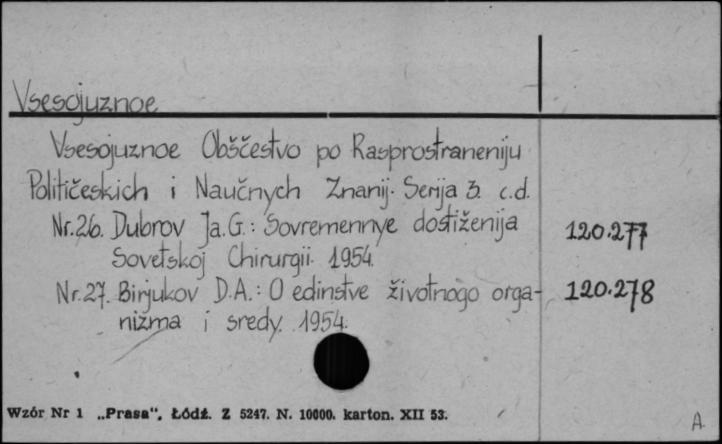 Vsesojuznoe
Vsesojuznoe Obščestvo po Rasprostraneniju
Političeskich i Naučnych Znanij. Serija 3. c.d.
Nr.26. Dubrov Ja.G.: Sovremennye dostiženija 120.277
Sovetskoj Chirurgii. 1954.
Nr.27. Birjukov D.A.: O edinstve životnogo orga- 120.278
nizma i sredy. 1954.
Wzór Nr 1 „Prasa", Łódź. Z 5247. N. 10000. karton. XII 53.
A.